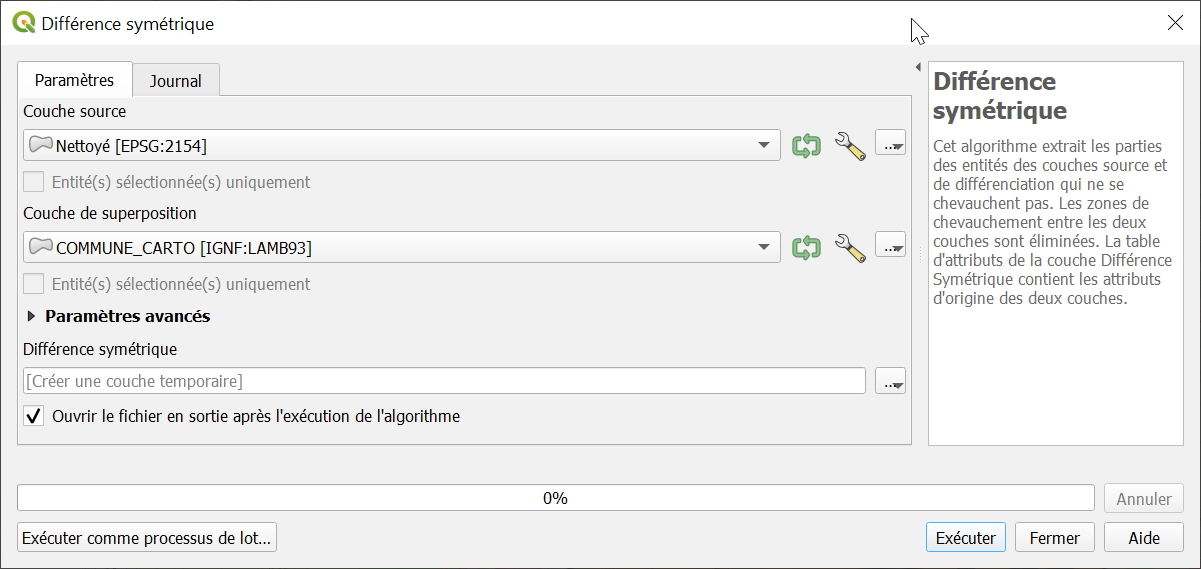 Différence symétrique
Paramètres
Journal
Couche source
Nettoyé [EPSG:2154]
...
Entité(s) sélectionnée(s) uniquement
Couche de superposition
COMMUNE_CARTO [IGNF:LAMB93]
...
Entité(s) sélectionnée(s) uniquement
Paramètres avancés
Différence symétrique
[Créer une couche temporaire]
...
Ouvrir le fichier en sortie après l'exécution de l'algorithme
Différence
symétrique
Cet algorithme extrait les parties
des entités des couches source et
de différenciation qui ne se
chevauchent pas. Les zones de
chevauchement entre les deux
couches sont éliminées. La table
d'attributs de la couche Différence
Symétrique contient les attributs
d'origine des deux couches.
0%
Annuler
Exécuter comme processus de lot...
Exécuter
Fermer
Aide